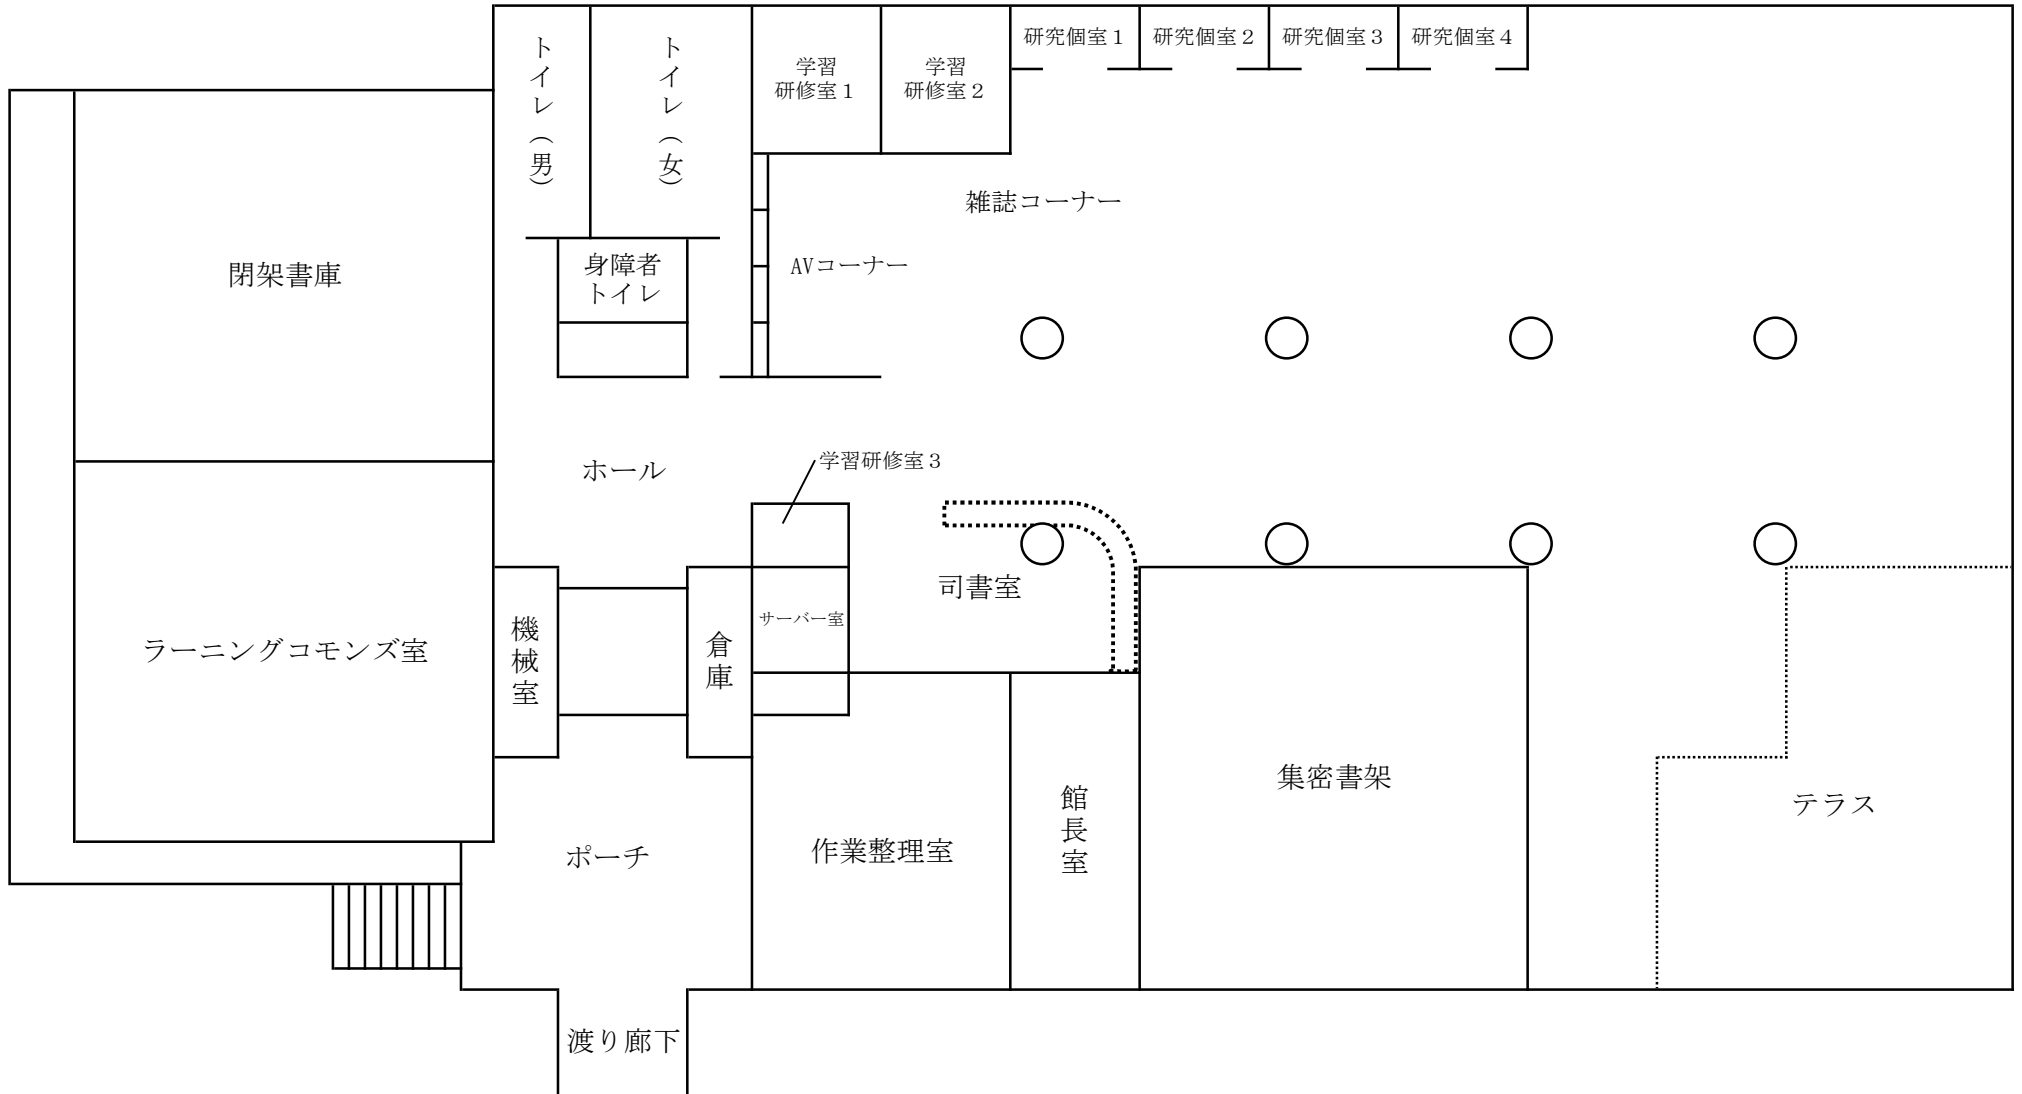 トイレ（男）
トイレ（女）
学習
研修室１
学習
研修室２
研究個室１
研究個室２
研究個室３
研究個室４
雑誌コーナー
閉架書庫
身障者
トイレ
AVコーナー
ホール
学習研修室３
司書室
機械室
倉庫
サーバー室
ラーニングコモンズ室
ポーチ
作業整理室
館長室
集密書架
テラス
渡り廊下